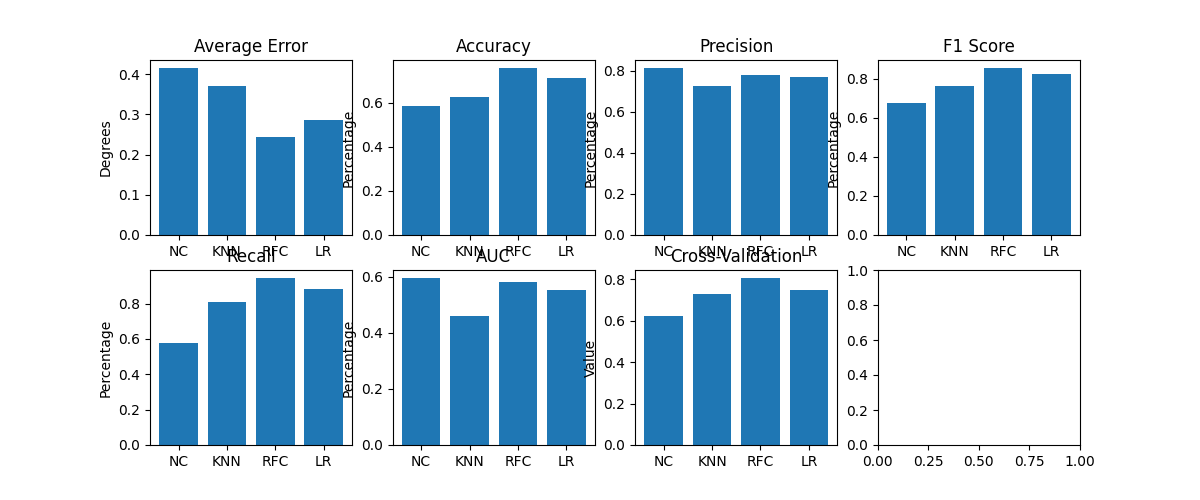 Average Error
Accuracy
Precision
F1 Score
Degrees
0.4
0.3
0.2
0.1
0.0
NC KNN RFC LR
Percentage
0.6
0.4
0.2
0.0
NC KNN RFC LR
Percentage
0.8
0.6
0.4
0.2
0.0
NC KNN RFC LR
Percentage
0.8
0.6
0.4
0.2
0.0
NC KNN RFC LR
Recall
AUC
Cross-Validation
Percentage
0.8
0.6
0.4
0.2
0.0
NC KNN RFC LR
Percentage
0.6
0.4
0.2
0.0
NC KNN RFC LR
Value
0.8
0.6
0.4
0.2
0.0
NC KNN RFC LR
1.0
0.8
0.6
0.4
0.2
0.0
0.00 0.25 0.50 0.75 1.00